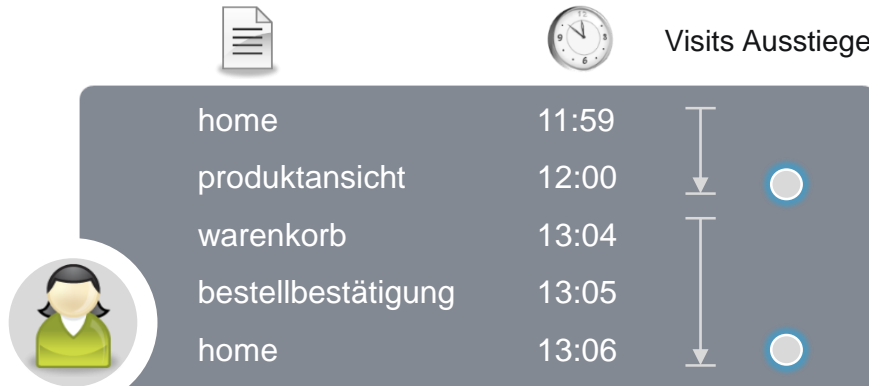 Visits Ausstiege
home 11:59
produktansicht 12:00
warenkorb 13:04
bestellbestätigung 13:05
home 13:06